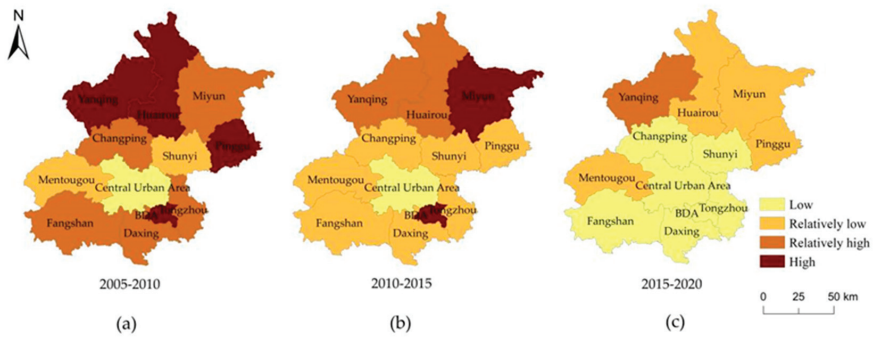 N
Yanqing
Huairou
Miyun
Changping
Pinggu
Shunyi
Mentougou
Central Urban Area
BDA
Tongzhou
Fangshan
Daxing
2005-2010
(a)
Yanqing
Miyun
Huairou
Changping
Shunyi
Pinggu
Mentougou
Central Urban Area
BDA
Tongzhou
Fangshan
Daxing
2010-2015
(b)
Yanqing
Miyun
Huairou
Changping
Shunyi
Pinggu
Mentougou
Central Urban Area
Tongzhou
BDA
Fangshan
Daxing
2015-2020
(c)
Low
Relatively low
Relatively high
High
0 25 50 km